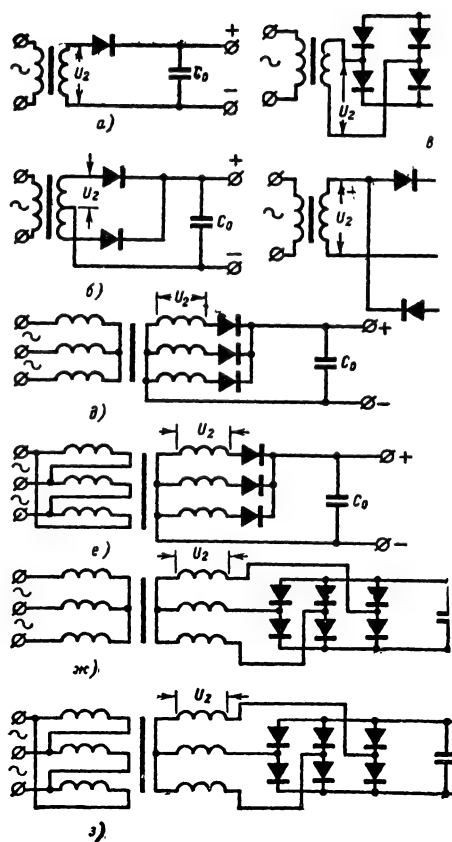 U₂
C₀
+
–
а)
U₂
в
U₂
C₀
+
–
б)
U₂
U₂
C₀
+
–
д)
U₂
C₀
+
–
е)
U₂
ж)
U₂
з)